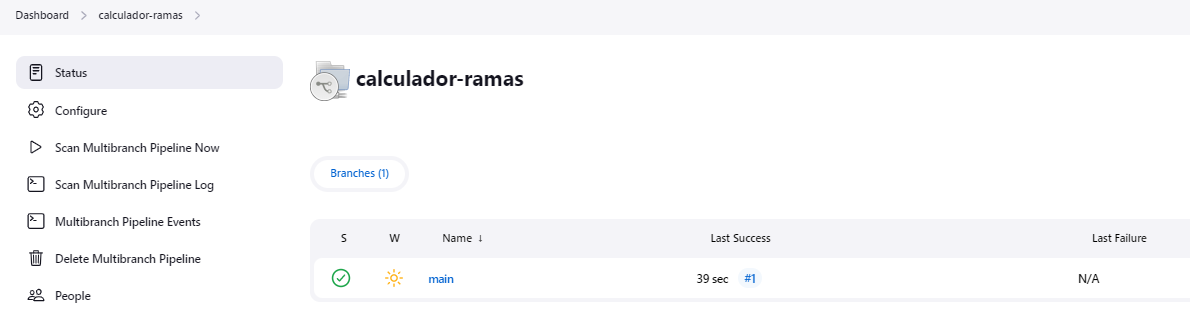 Dashboard > calculador-ramas >
Status
Configure
Scan Multibranch Pipeline Now
Scan Multibranch Pipeline Log
Multibranch Pipeline Events
Delete Multibranch Pipeline
People
calculador-ramas
Branches (1)
S W Name ↓ Last Success Last Failure
main 39 sec #1 N/A